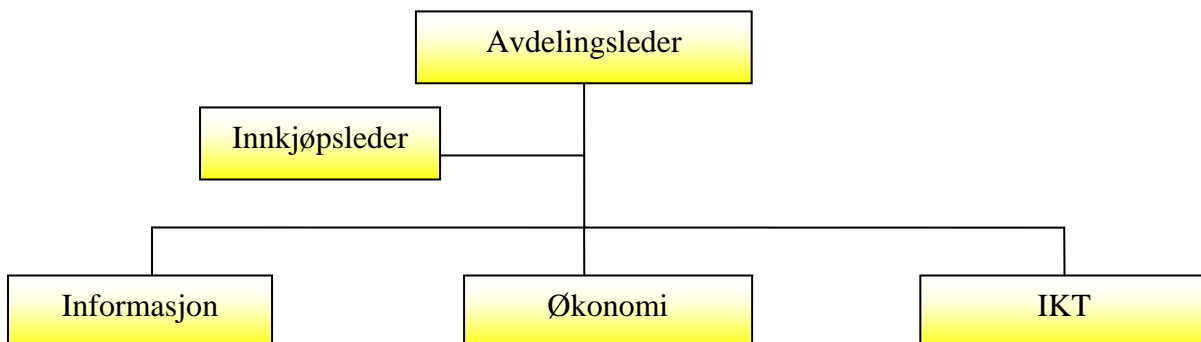 Avdelingsleder
Innkjøpsleder
Informasjon
Økonomi
IKT